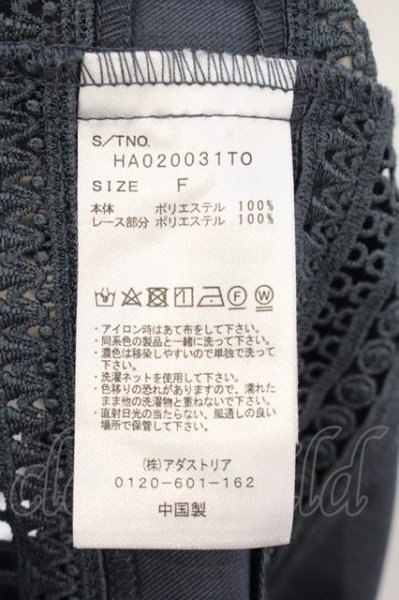 S/TNO.
HA020031TO
SIZE F
本体 ポリエステル 100%
レース部分 ポリエステル 100%
・アイロン時はあて布をして下さい。
・同系色の製品と一緒に洗って下さい。
・濃色は移染しやすいので単独で洗って
下さい。
・洗濯ネットを使用して下さい。
・色移りの恐れがありますので、濡れた
まま他の洗濯物と重ねないで下さい。
・直射日光の当たらない、風通しの良い
場所で保管して下さい。
(株)アダストリア
0120-601-162
中国製